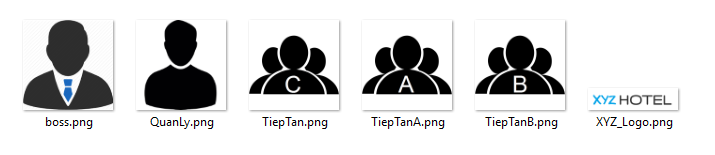 C
A
B
XYZ HOTEL
boss.png
QuanLy.png
TiepTan.png
TiepTanA.png
TiepTanB.png
XYZ_Logo.png